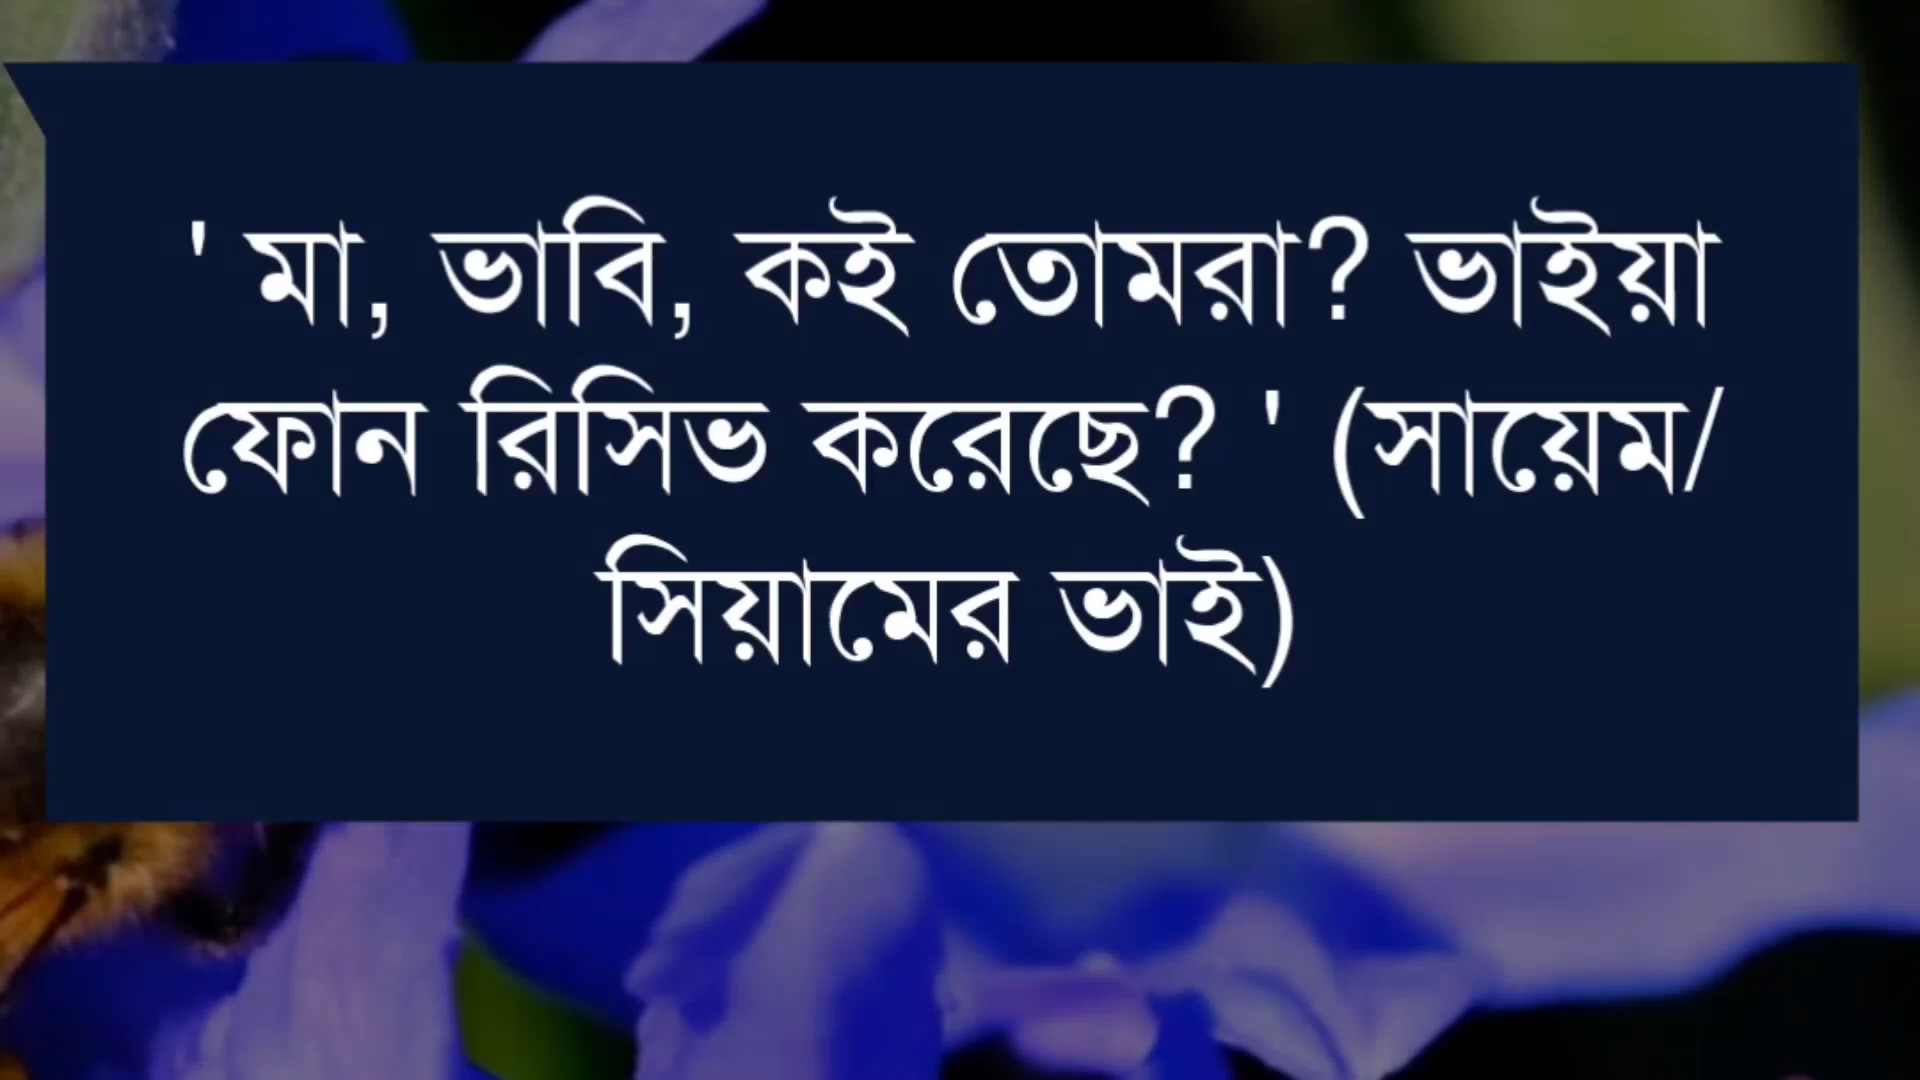 ' মা, ভাবি, কই তোমরা? ভাইয়া
ফোন রিসিভ করেছে? ' (সায়েম/
সিয়ামের ভাই)